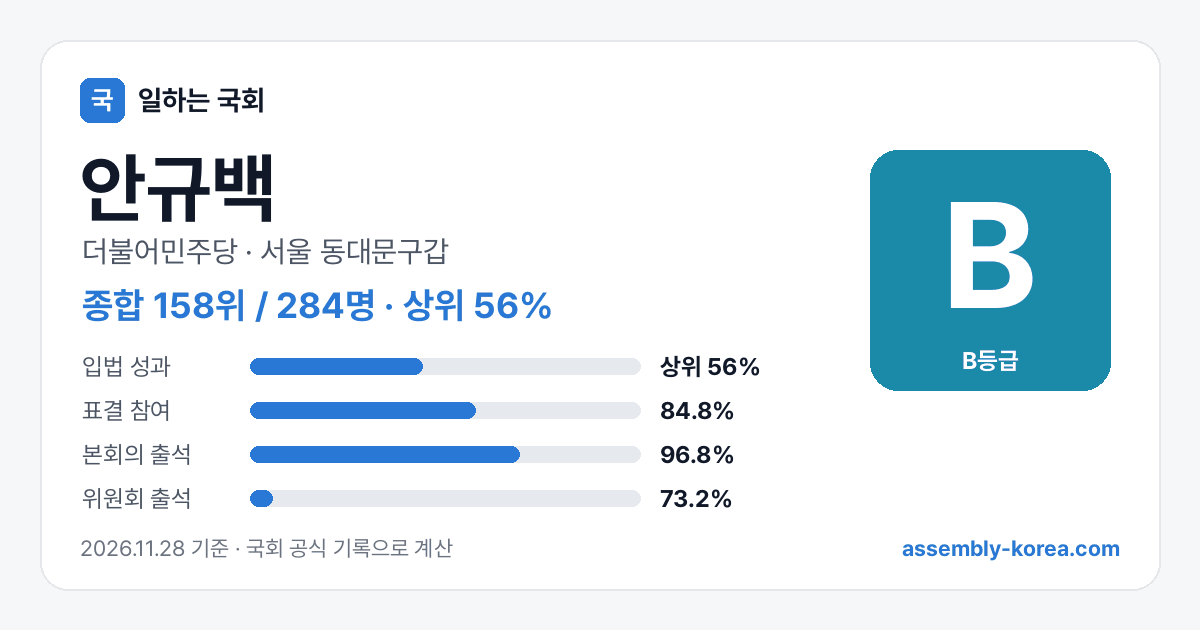 국 일하는 국회
안규백
더불어민주당 · 서울 동대문구갑
종합 158위 / 284명 · 상위 56%
입법 성과 상위 56%
표결 참여 84.8%
본회의 출석 96.8%
위원회 출석 73.2%
B
B등급
2026.11.28 기준 · 국회 공식 기록으로 계산
assembly-korea.com